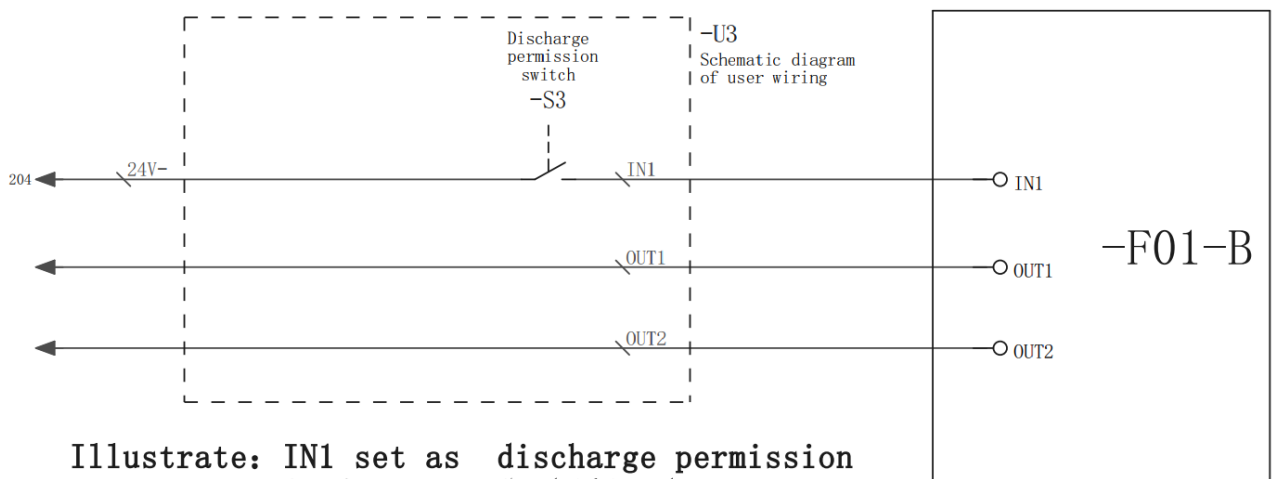 Discharge
permission
switch
-S3
-U3
Schematic diagram
of user wiring
204
24V-
IN1
IN1
-F01-B
OUT1
OUT1
OUT2
OUT2
Illustrate: IN1 set as discharge permission